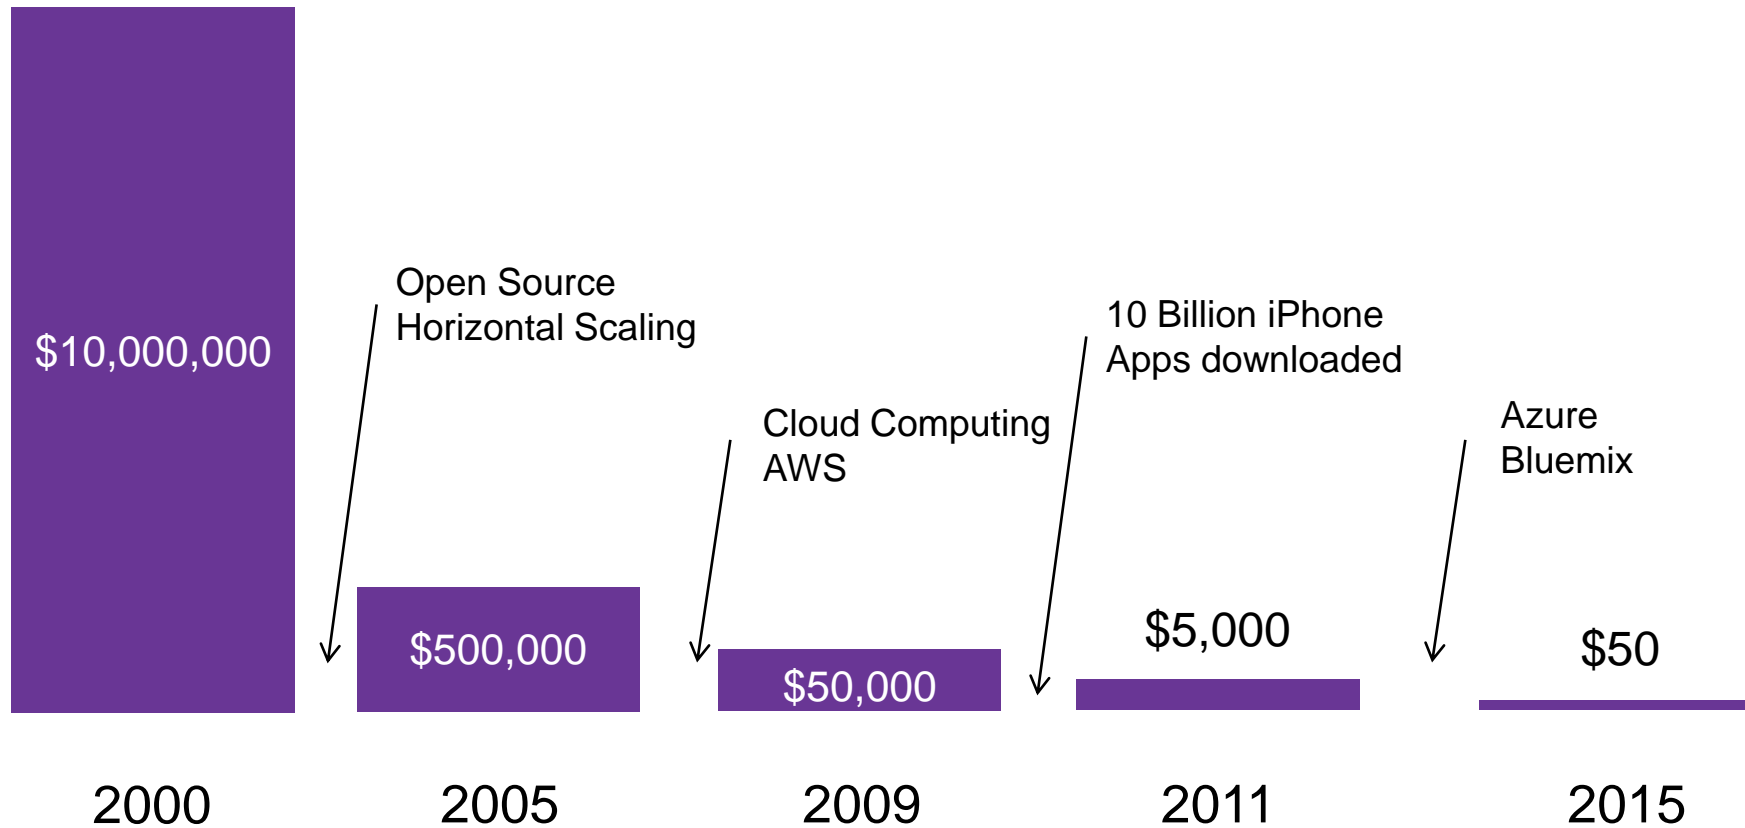 $10,000,000
Open Source
Horizontal Scaling
$500,000
Cloud Computing
AWS
$50,000
10 Billion iPhone
Apps downloaded
$5,000
Azure
Bluemix
$50
2000
2005
2009
2011
2015